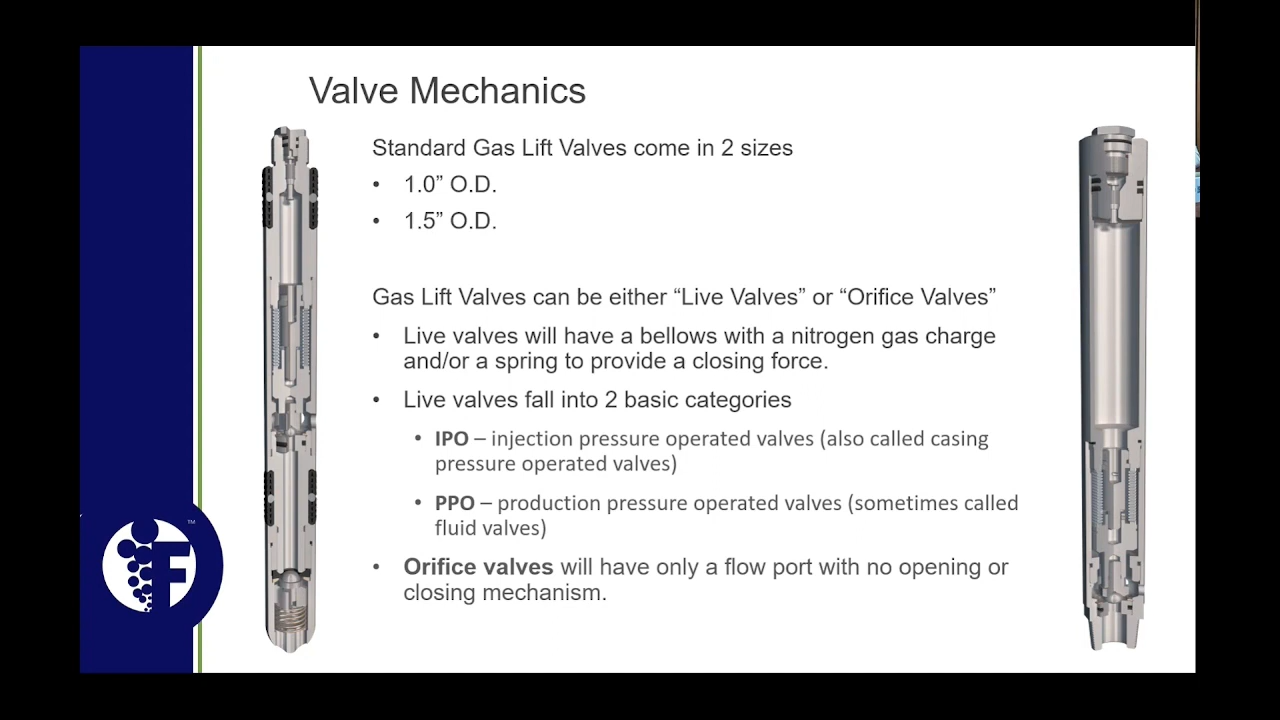 Valve Mechanics
Standard Gas Lift Valves come in 2 sizes
• 1.0” O.D.
• 1.5” O.D.
Gas Lift Valves can be either “Live Valves” or “Orifice Valves”
• Live valves will have a bellows with a nitrogen gas charge
and/or a spring to provide a closing force.
• Live valves fall into 2 basic categories
• IPO – injection pressure operated valves (also called casing
pressure operated valves)
• PPO – production pressure operated valves (sometimes called
fluid valves)
• Orifice valves will have only a flow port with no opening or
closing mechanism.
F
TM